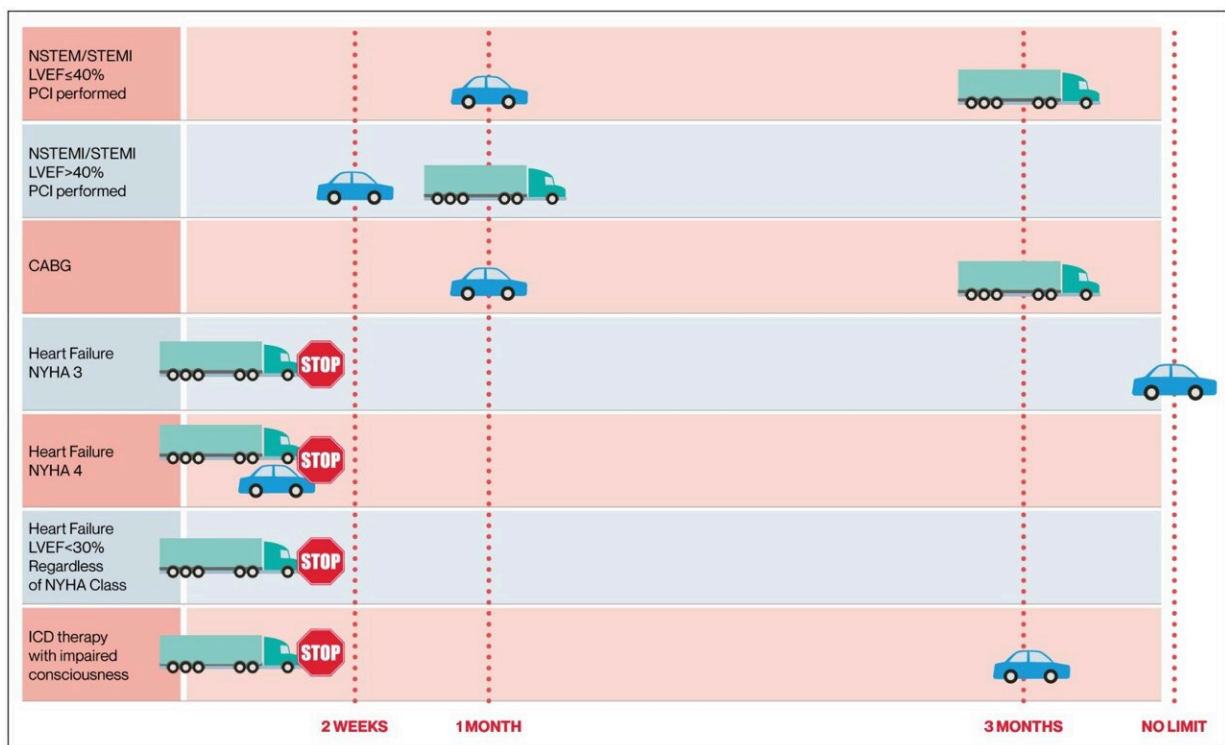 NSTEM/STEMI
LVEF≤40%
PCI performed
NSTEMI/STEMI
LVEF>40%
PCI performed
CABG
Heart Failure
NYHA 3
STOP
Heart Failure
NYHA 4
STOP
Heart Failure
LVEF<30%
Regardless
of NYHA Class
STOP
ICD therapy
with impaired
consciousness
STOP
2 WEEKS
1 MONTH
3 MONTHS
NO LIMIT